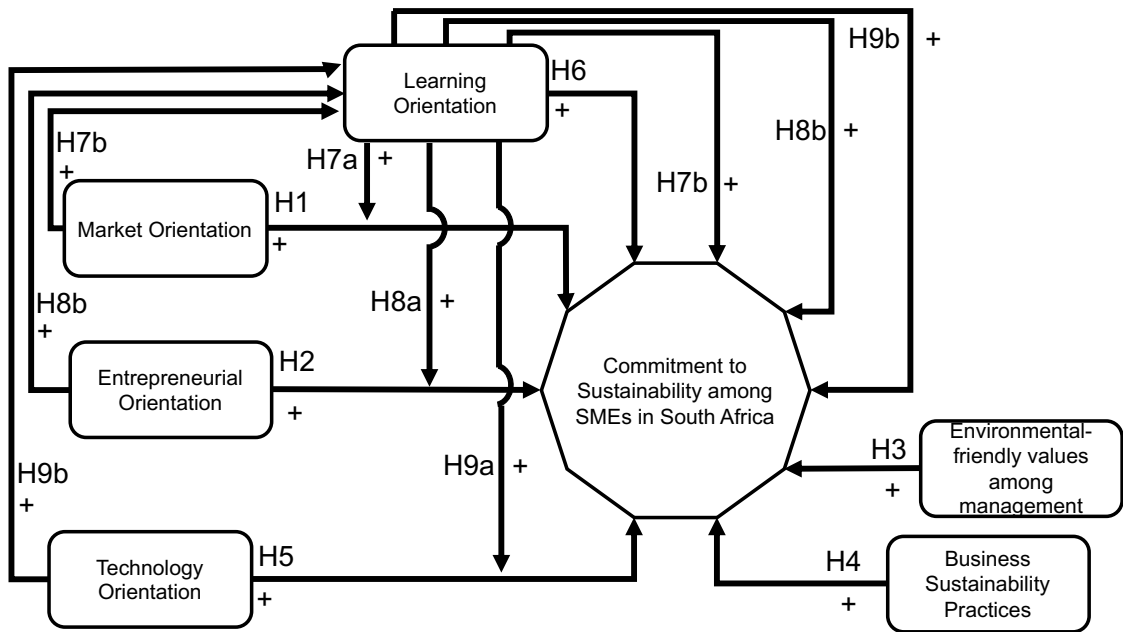 H9b
+
Learning
Orientation
H6
+
H8b
+
H7b
+
H7a
+
H7b
+
Market Orientation
H1
+
H8b
+
H8a
+
Entrepreneurial
Orientation
H2
+
Commitment to
Sustainability among
SMEs in South Africa
H9b
+
H9a
+
H3
+
Environmental-
friendly values
among
management
Technology
Orientation
H5
+
H4
+
Business
Sustainability
Practices